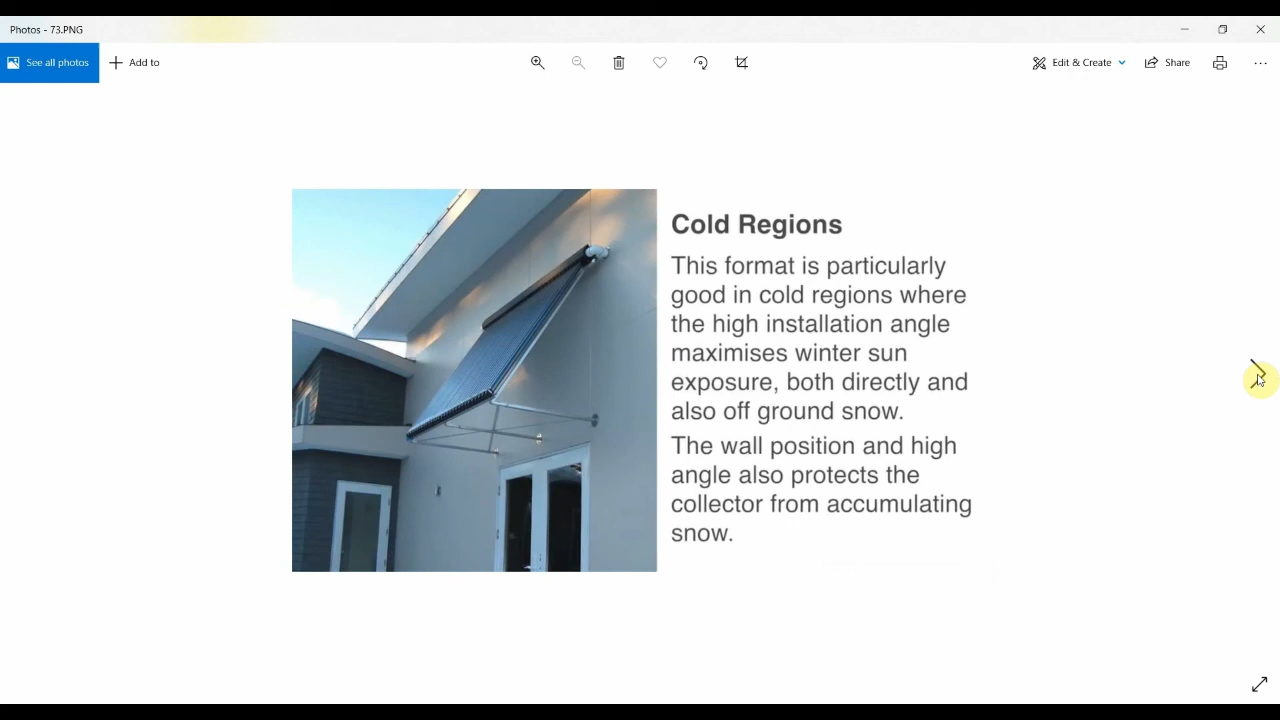 Photos - 73.PNG
See all photos
Add to
Edit & Create
Share
Cold Regions
This format is particularly
good in cold regions where
the high installation angle
maximises winter sun
exposure, both directly and
also off ground snow.
The wall position and high
angle also protects the
collector from accumulating
snow.